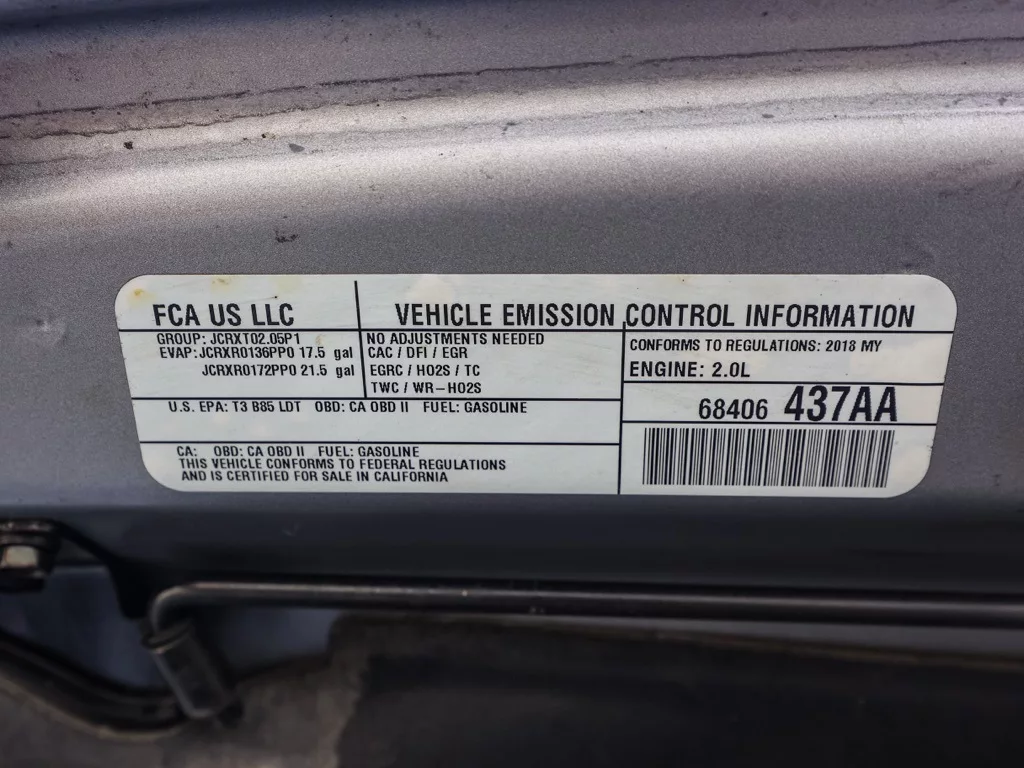 FCA US LLC
VEHICLE EMISSION CONTROL INFORMATION
GROUP: JCRXT02.05P1
EVAP: JCRXR0136PP0 17.5 gal
JCRXR0172PP0 21.5 gal
NO ADJUSTMENTS NEEDED
CAC / DFI / EGR
EGRC / HO2S / TC
TWC / WR-HO2S
CONFORMS TO REGULATIONS: 2018 MY
ENGINE: 2.0L
U.S. EPA: T3 B85 LDT OBD: CA OBD II FUEL: GASOLINE
68406 437AA
CA: OBD: CA OBD II FUEL: GASOLINE
THIS VEHICLE CONFORMS TO FEDERAL REGULATIONS
AND IS CERTIFIED FOR SALE IN CALIFORNIA